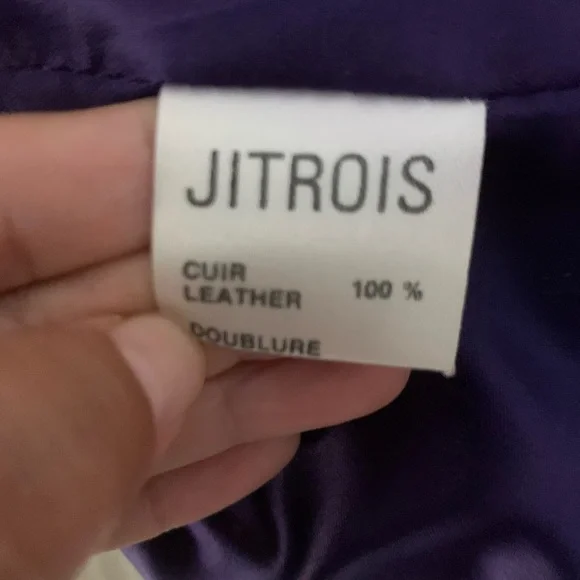 JITROIS
CUIR
LEATHER 100 %
DOUBLURE